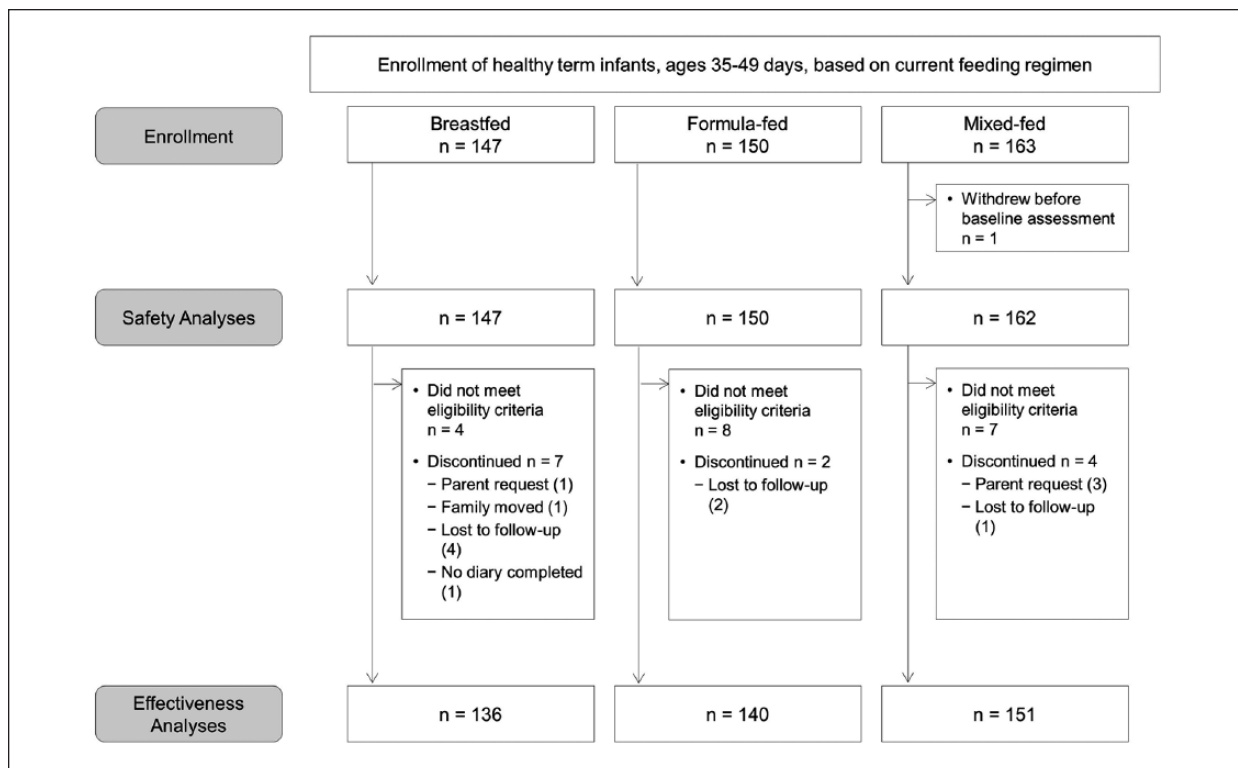 Enrollment of healthy term infants, ages 35-49 days, based on current feeding regimen
Enrollment
Breastfed
n = 147
Formula-fed
n = 150
Mixed-fed
n = 163
• Withdrew before
baseline assessment
n = 1
Safety Analyses
n = 147
n = 150
n = 162
• Did not meet
eligibility criteria
n = 4
• Discontinued n = 7
− Parent request (1)
− Family moved (1)
− Lost to follow-up
(4)
− No diary completed
(1)
• Did not meet
eligibility criteria
n = 8
• Discontinued n = 2
− Lost to follow-up
(2)
• Did not meet
eligibility criteria
n = 7
• Discontinued n = 4
− Parent request (3)
− Lost to follow-up
(1)
Effectiveness
Analyses
n = 136
n = 140
n = 151